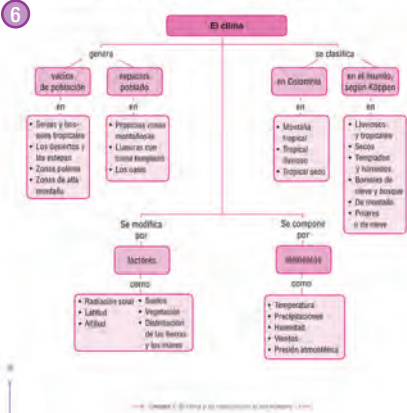 6
El clima
genera
se clasifica
vacíos
de población
espacios
poblado
en Colombia
en el mundo,
según Köppen
en
en
en
en
• Selvas y bos-
ques tropicales
• Los desiertos y
las estepas
• Zonas polares
• Zonas de alta
montaña
• zonas
montañosas
• Llanuras con
clima templado
• Los oasis
• Montaña
tropical
• Tropical
lluvioso
• Tropical seco
• Lluviosos
y tropicales
• Secos
• Templados
y húmedos
• Boreales de
nieve y bosque
• De montaña
• Polares
o de nieve
Se modifica
por
Se compone
por
factores
elementos
como
como
• Radiación solar
• Latitud
• Altitud
• Suelos
• Vegetación
• Distribución
de las tierras
y los mares
• Temperatura
• Precipitaciones
• Humedad
• Vientos
• Presión atmosférica